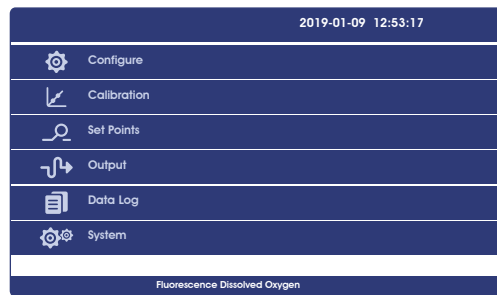 2019-01-09 12:53:17
Configure
Calibration
Set Points
Output
Data Log
System
Fluorescence Dissolved Oxygen